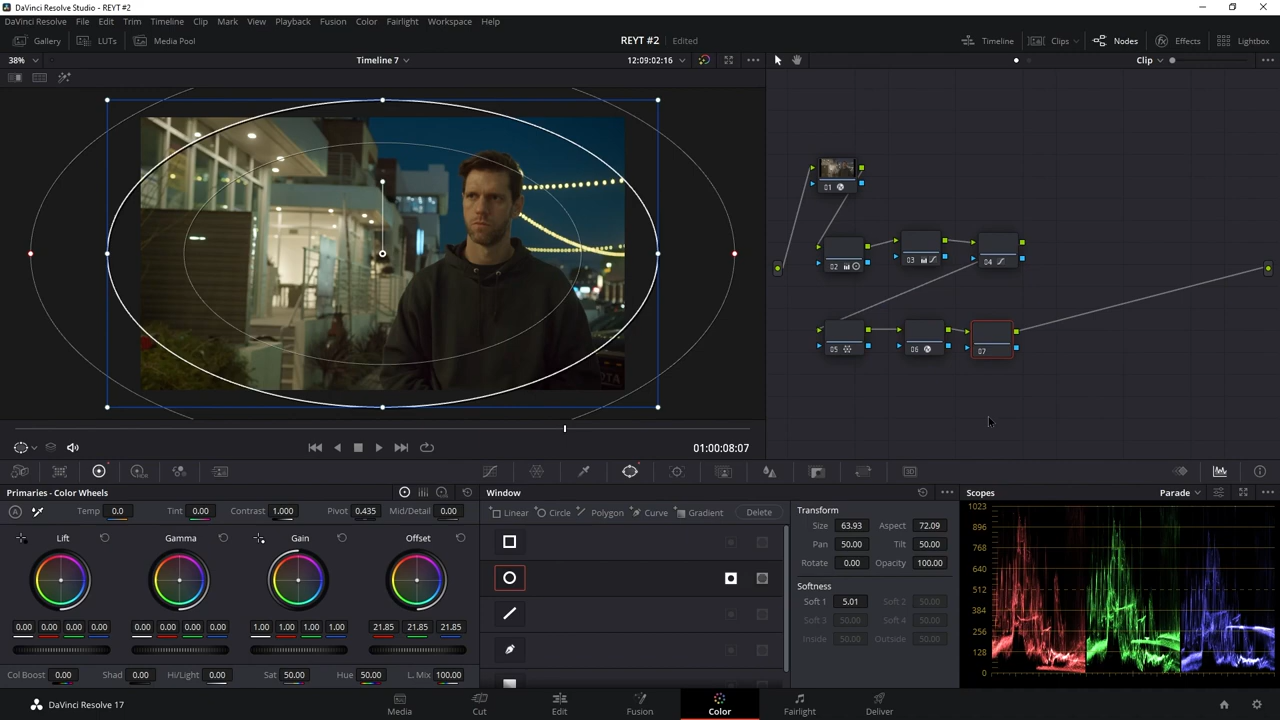 DaVinci Resolve Studio - REYT #2
DaVinci Resolve File Edit Trim Timeline Clip Mark View Playback Fusion Color Fairlight Workspace Help
Gallery LUTs Media Pool REYT #2 Edited Timeline Clips Nodes Effects Lightbox
38% Timeline 7 12:09:02:16 Clip
01
02 03 04
05 06 07
01:00:08:07
Primaries - Color Wheels Window Scopes Parade
Temp 0.0 Tint 0.00 Contrast 1.000 Pivot 0.435 Mid/Detail 0.00
Linear Circle Polygon Curve Gradient Delete
Transform
Size 63.93 Aspect 72.09
Pan 50.00 Tilt 50.00
Rotate 0.00 Opacity 100.00
Softness
Soft 1 5.01 Soft 2 50.00
Soft 3 50.00 Soft 4 50.00
Inside 50.00 Outside 50.00
Lift Gamma Gain Offset
0.00 0.00 0.00 0.00 0.00 0.00 0.00 0.00 1.00 1.00 1.00 1.00 21.85 21.85 21.85
Col Boost 0.00 Shad 0.00 Hi/Light 0.00 Sat 50.00 Hue 50.00 L. Mix 100.00
1023
896
768
640
512
384
256
128
0
DaVinci Resolve 17
Media Cut Edit Fusion Color Fairlight Deliver